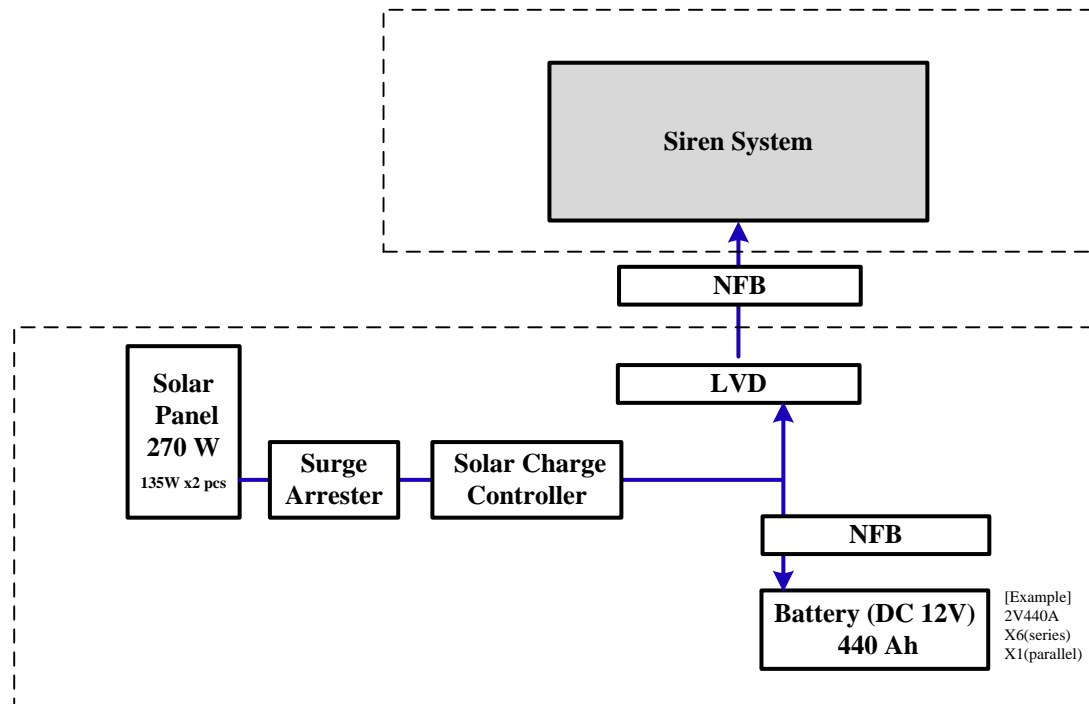 Siren System
NFB
LVD
Solar
Panel
270 W
135W x2 pcs
Surge
Arrester
Solar Charge
Controller
NFB
Battery (DC 12V)
440 Ah
[Example]
2V440A
X6(series)
X1(parallel)